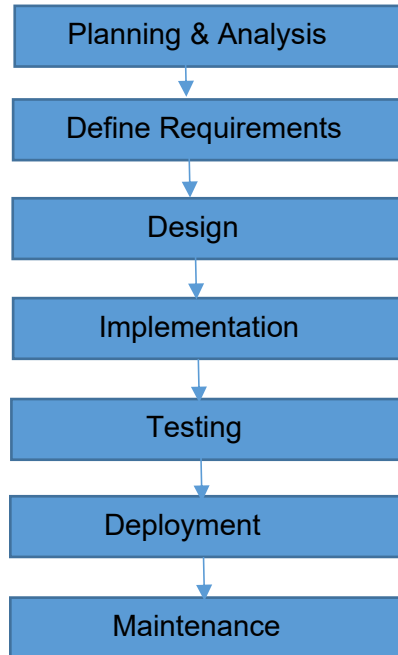 Planning & Analysis
Define Requirements
Design
Implementation
Testing
Deployment
Maintenance